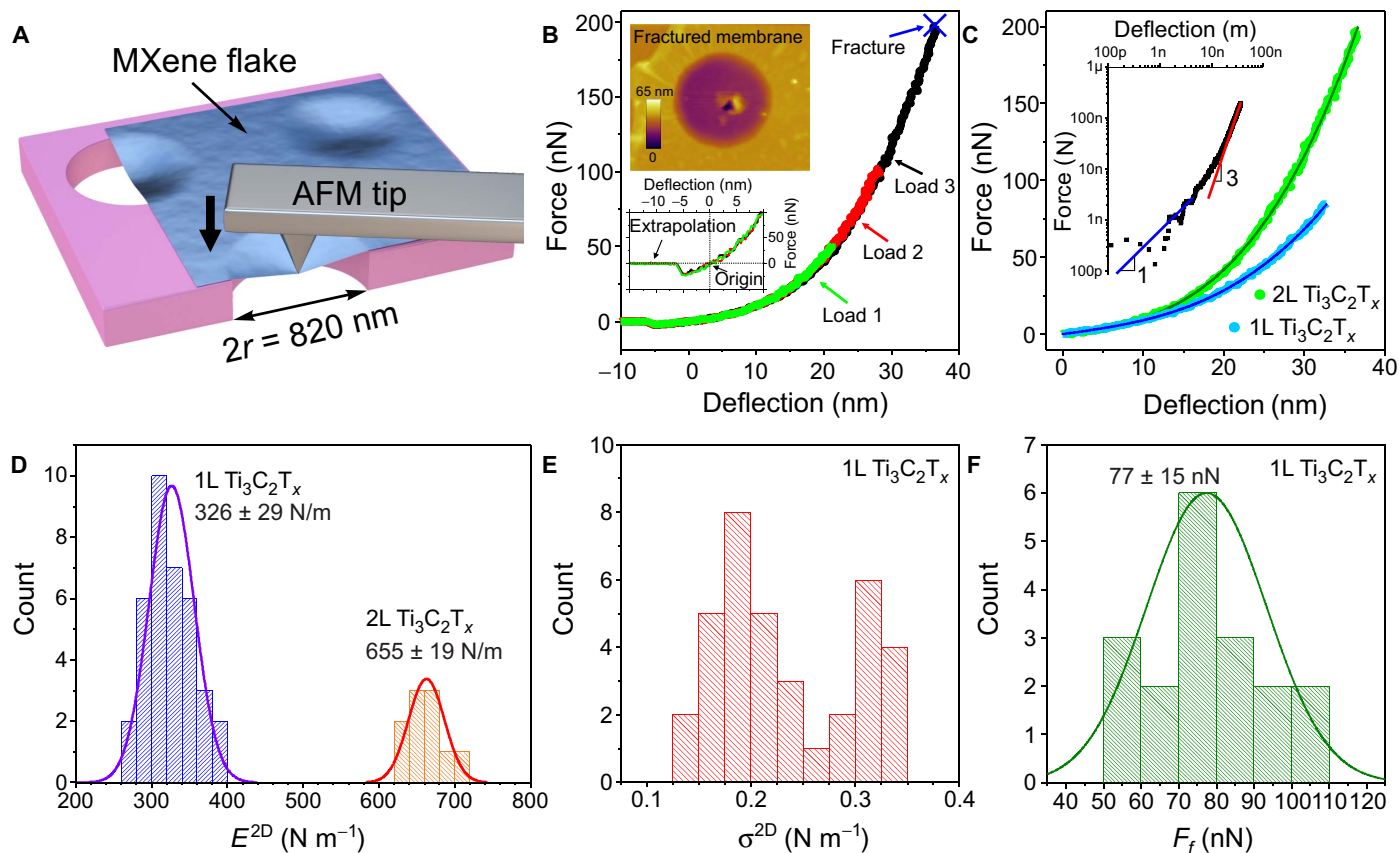 A
MXene flake
AFM tip
2r = 820 nm
B
200
150
100
50
0
Force (nN)
−10
0
10
20
30
40
Deflection (nm)
Fractured membrane
65 nm
0
Fracture
Load 3
Load 2
Load 1
Deflection (nm)
−10
−5
0
5
10
Extrapolation
Origin
50
0
Force (nN)
C
200
150
100
50
0
Force (nN)
0
10
20
30
40
Deflection (nm)
Deflection (m)
100p
1n
10n
100n
1µ
100n
10n
1n
100p
Force (N)
3
1
2L Ti₃C₂Tₓ
1L Ti₃C₂Tₓ
D
10
8
6
4
2
0
Count
1L Ti₃C₂Tₓ
326 ± 29 N/m
2L Ti₃C₂Tₓ
655 ± 19 N/m
200
300
400
500
600
700
800
E²ᴰ (N m⁻¹)
E
10
8
6
4
2
0
Count
1L Ti₃C₂Tₓ
0.1
0.2
0.3
0.4
σ²ᴰ (N m⁻¹)
F
7
6
5
4
3
2
1
0
Count
77 ± 15 nN
1L Ti₃C₂Tₓ
40
50
60
70
80
90
100
110
120
F_f (nN)